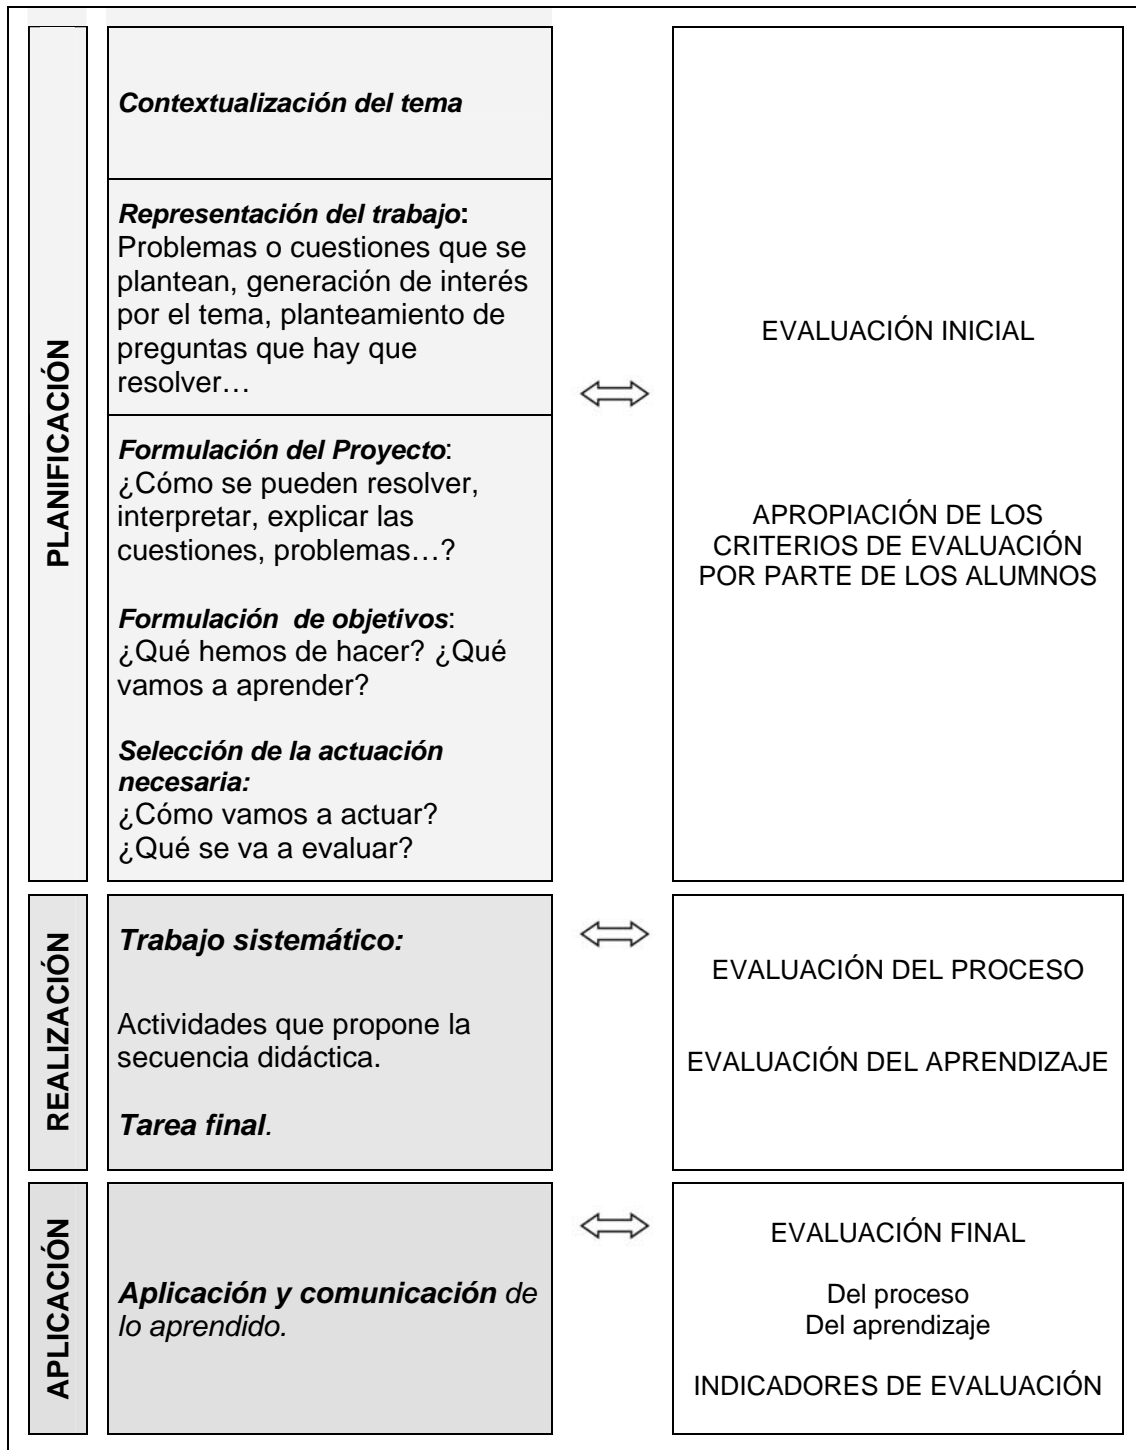 PLANIFICACIÓN
Contextualización del tema
Representación del trabajo:
Problemas o cuestiones que se
plantean, generación de interés
por el tema, planteamiento de
preguntas que hay que
resolver…
Formulación del Proyecto:
¿Cómo se pueden resolver,
interpretar, explicar las
cuestiones, problemas…?
Formulación de objetivos:
¿Qué hemos de hacer? ¿Qué
vamos a aprender?
Selección de la actuación
necesaria:
¿Cómo vamos a actuar?
¿Qué se va a evaluar?
EVALUACIÓN INICIAL
APROPIACIÓN DE LOS
CRITERIOS DE EVALUACIÓN
POR PARTE DE LOS ALUMNOS
REALIZACIÓN
Trabajo sistemático:
Actividades que propone la
secuencia didáctica.
Tarea final.
EVALUACIÓN DEL PROCESO
EVALUACIÓN DEL APRENDIZAJE
APLICACIÓN
Aplicación y comunicación de
lo aprendido.
EVALUACIÓN FINAL
Del proceso
Del aprendizaje
INDICADORES DE EVALUACIÓN